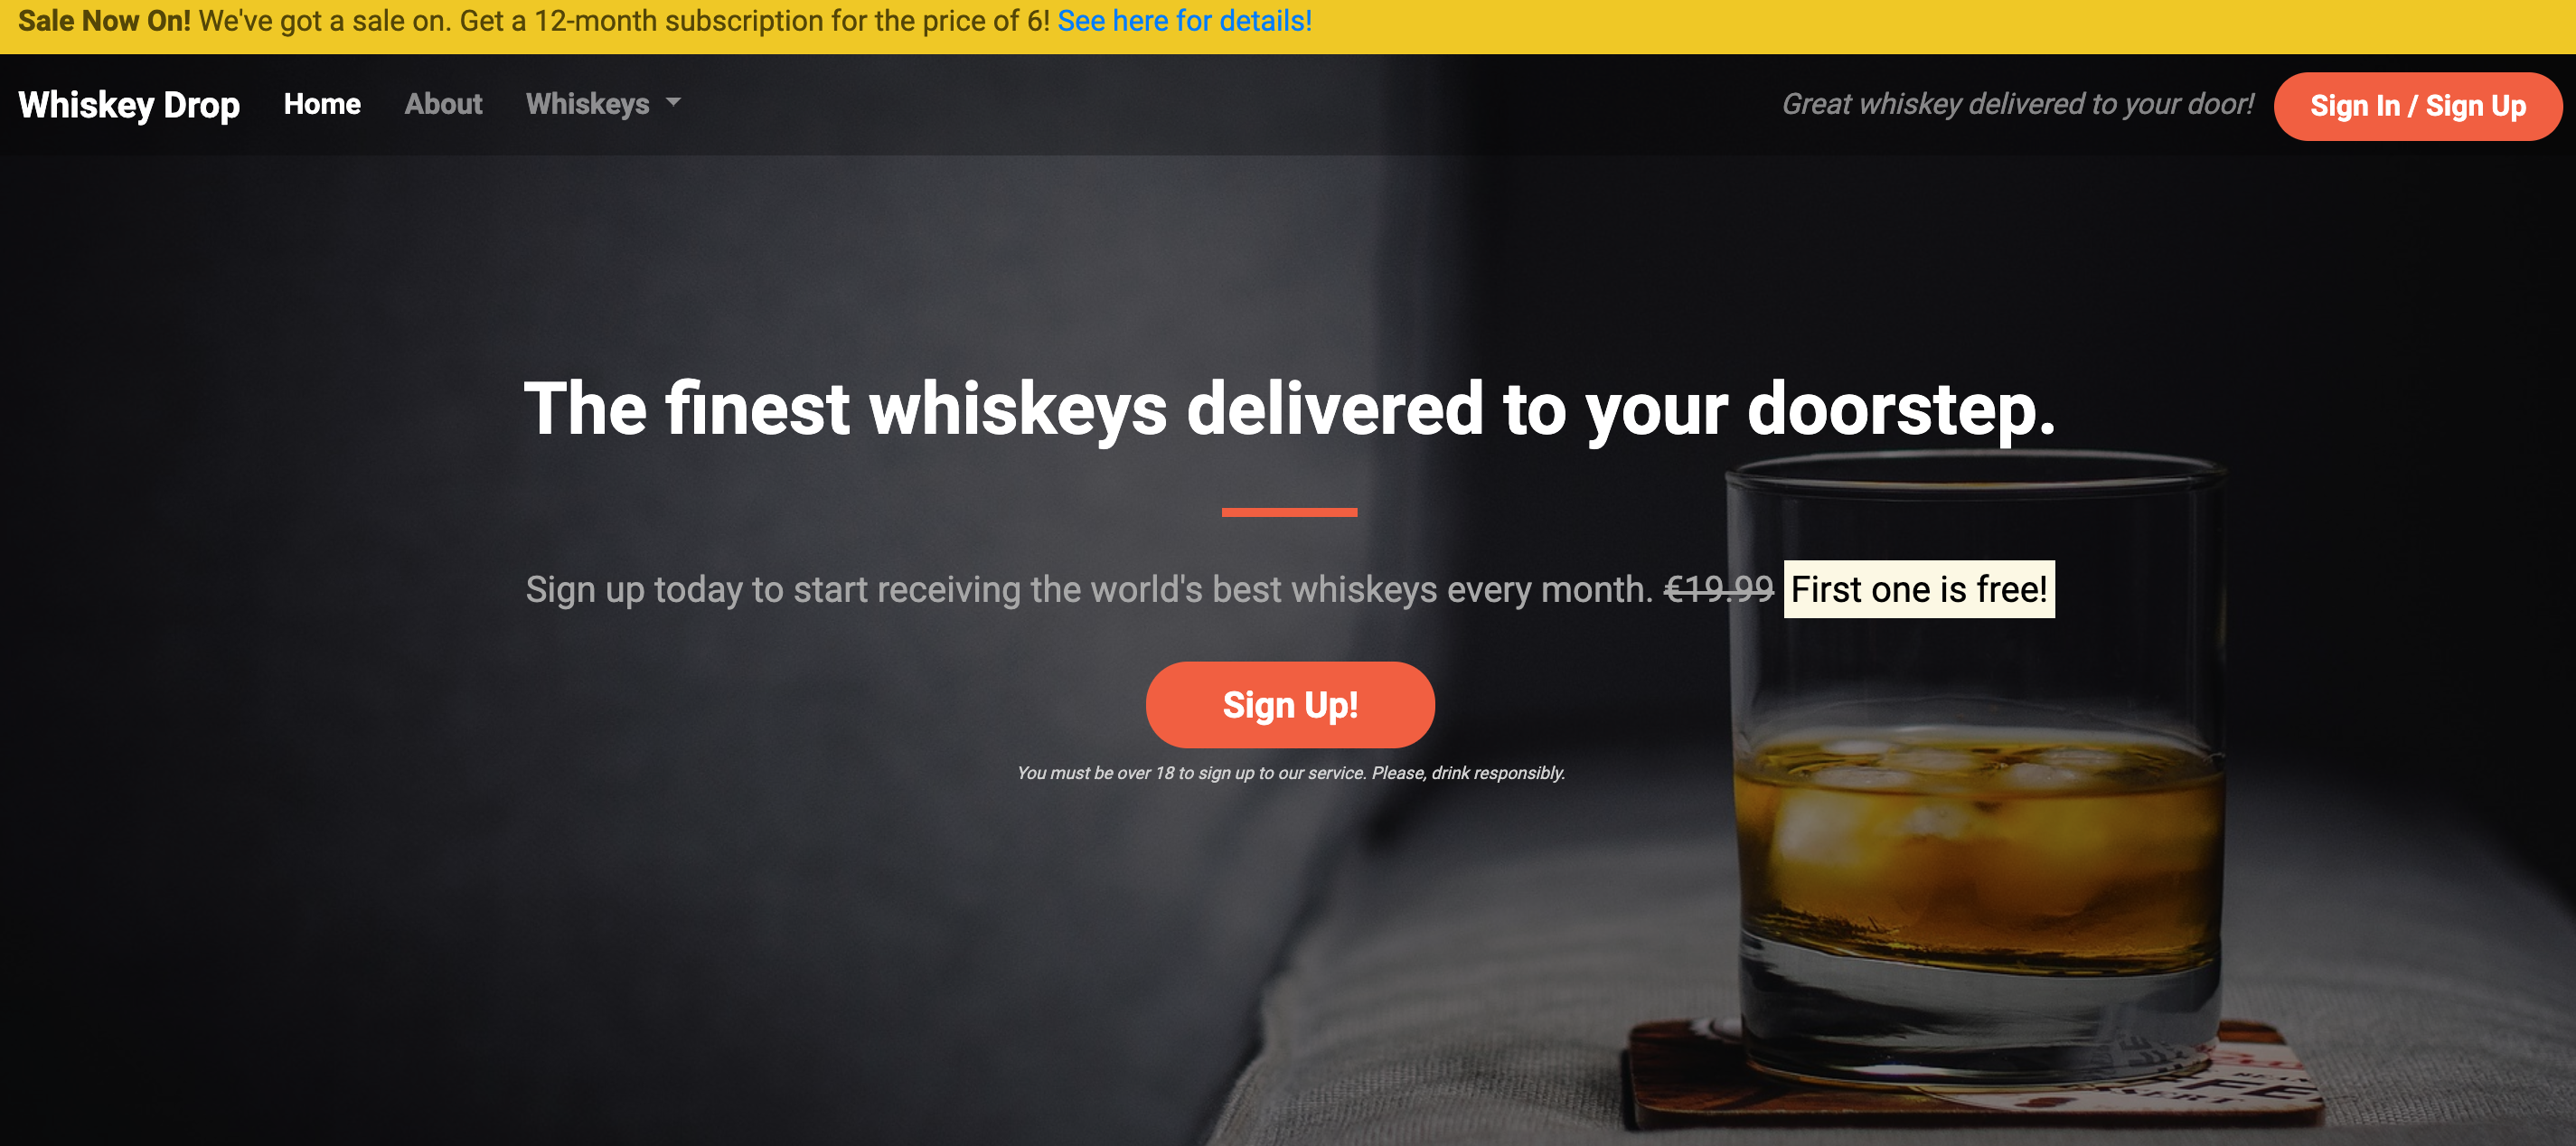 Sale Now On! We've got a sale on. Get a 12-month subscription for the price of 6! See here for details!
Whiskey Drop Home About Whiskeys Great whiskey delivered to your door! Sign In / Sign Up
The finest whiskeys delivered to your doorstep.
Sign up today to start receiving the world's best whiskeys every month. €19.99 First one is free!
Sign Up!
You must be over 18 to sign up to our service. Please, drink responsibly.